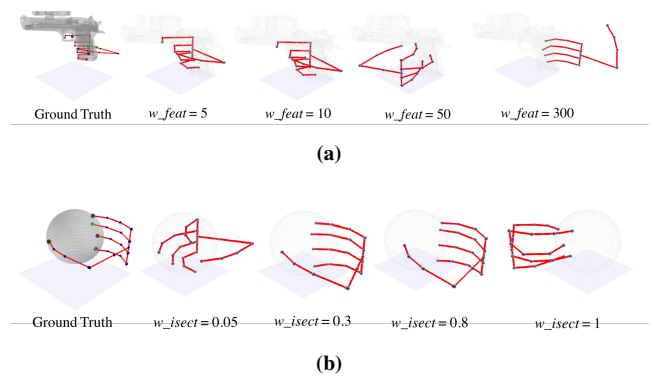 Ground Truth w_feat = 5 w_feat = 10 w_feat = 50 w_feat = 300
(a)
Ground Truth w_isect = 0.05 w_isect = 0.3 w_isect = 0.8 w_isect = 1
(b)